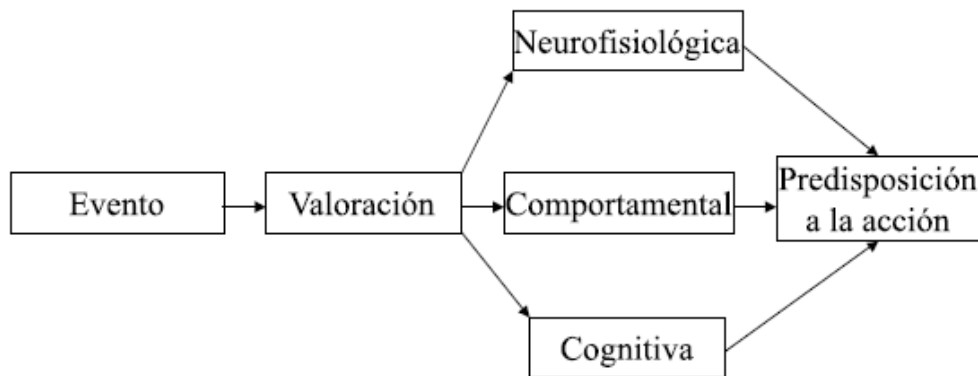 Neurofisiológica
Evento
Valoración
Comportamental
Predisposición
a la acción
Cognitiva